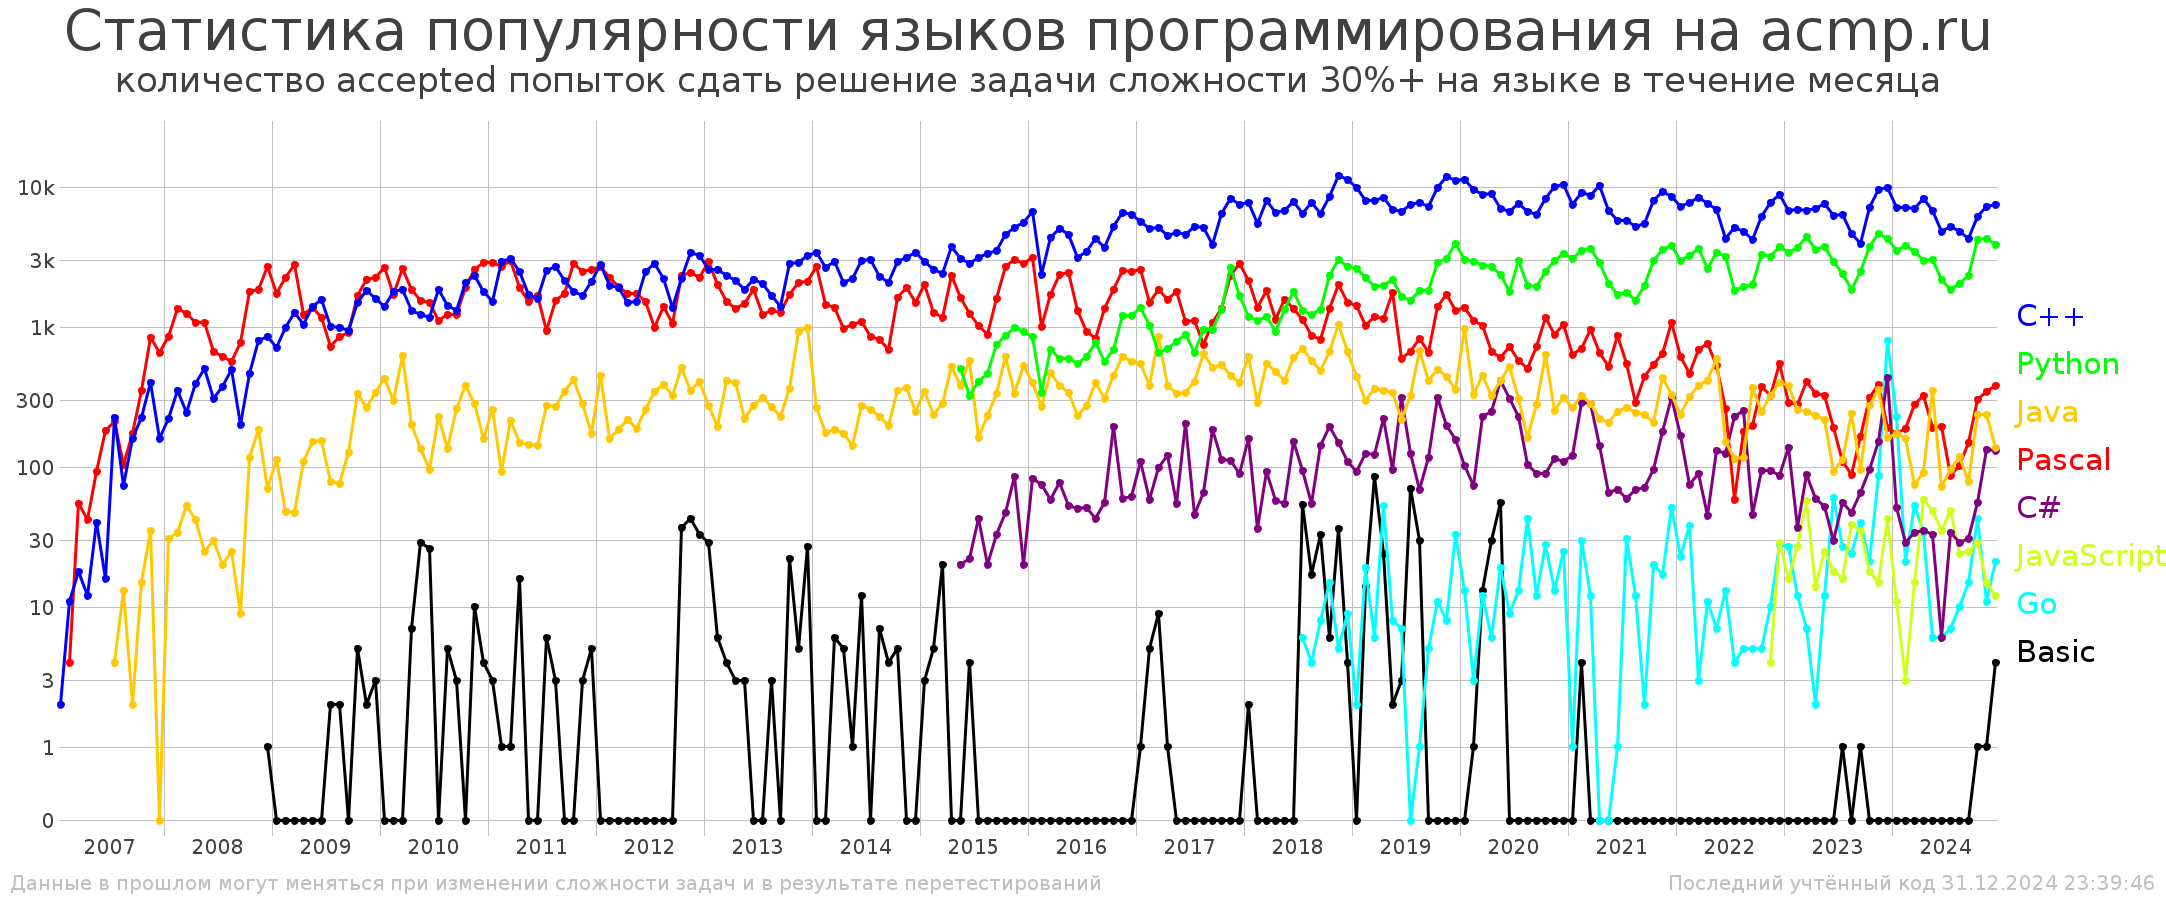 Статистика популярности языков программирования на acmp.ru
количество accepted попыток сдать решение задачи сложности 30%+ на языке в течение месяца
10k
3k
1k
300
100
30
10
3
1
0
C++
Python
Java
Pascal
C#
JavaScript
Go
Basic
2007 2008 2009 2010 2011 2012 2013 2014 2015 2016 2017 2018 2019 2020 2021 2022 2023 2024
Данные в прошлом могут меняться при изменении сложности задач и в результате перетестирований
Последний учтённый код 31.12.2024 23:39:46